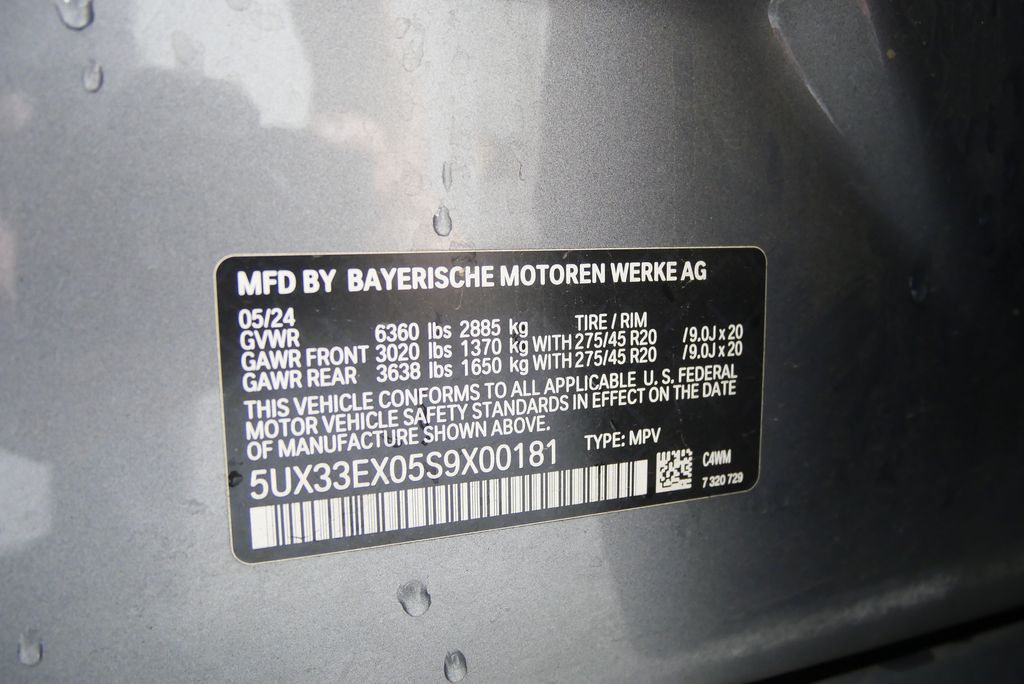 MFD BY BAYERISCHE MOTOREN WERKE AG
05/24 TIRE / RIM
GVWR 6360 lbs 2885 kg
GAWR FRONT 3020 lbs 1370 kg WITH 275/45 R20 /9.0J x 20
GAWR REAR 3638 lbs 1650 kg WITH 275/45 R20 /9.0J x 20
THIS VEHICLE CONFORMS TO ALL APPLICABLE U. S. FEDERAL
MOTOR VEHICLE SAFETY STANDARDS IN EFFECT ON THE DATE
OF MANUFACTURE SHOWN ABOVE.
TYPE: MPV
5UX33EX05S9X00181
C4WM
7 320 729